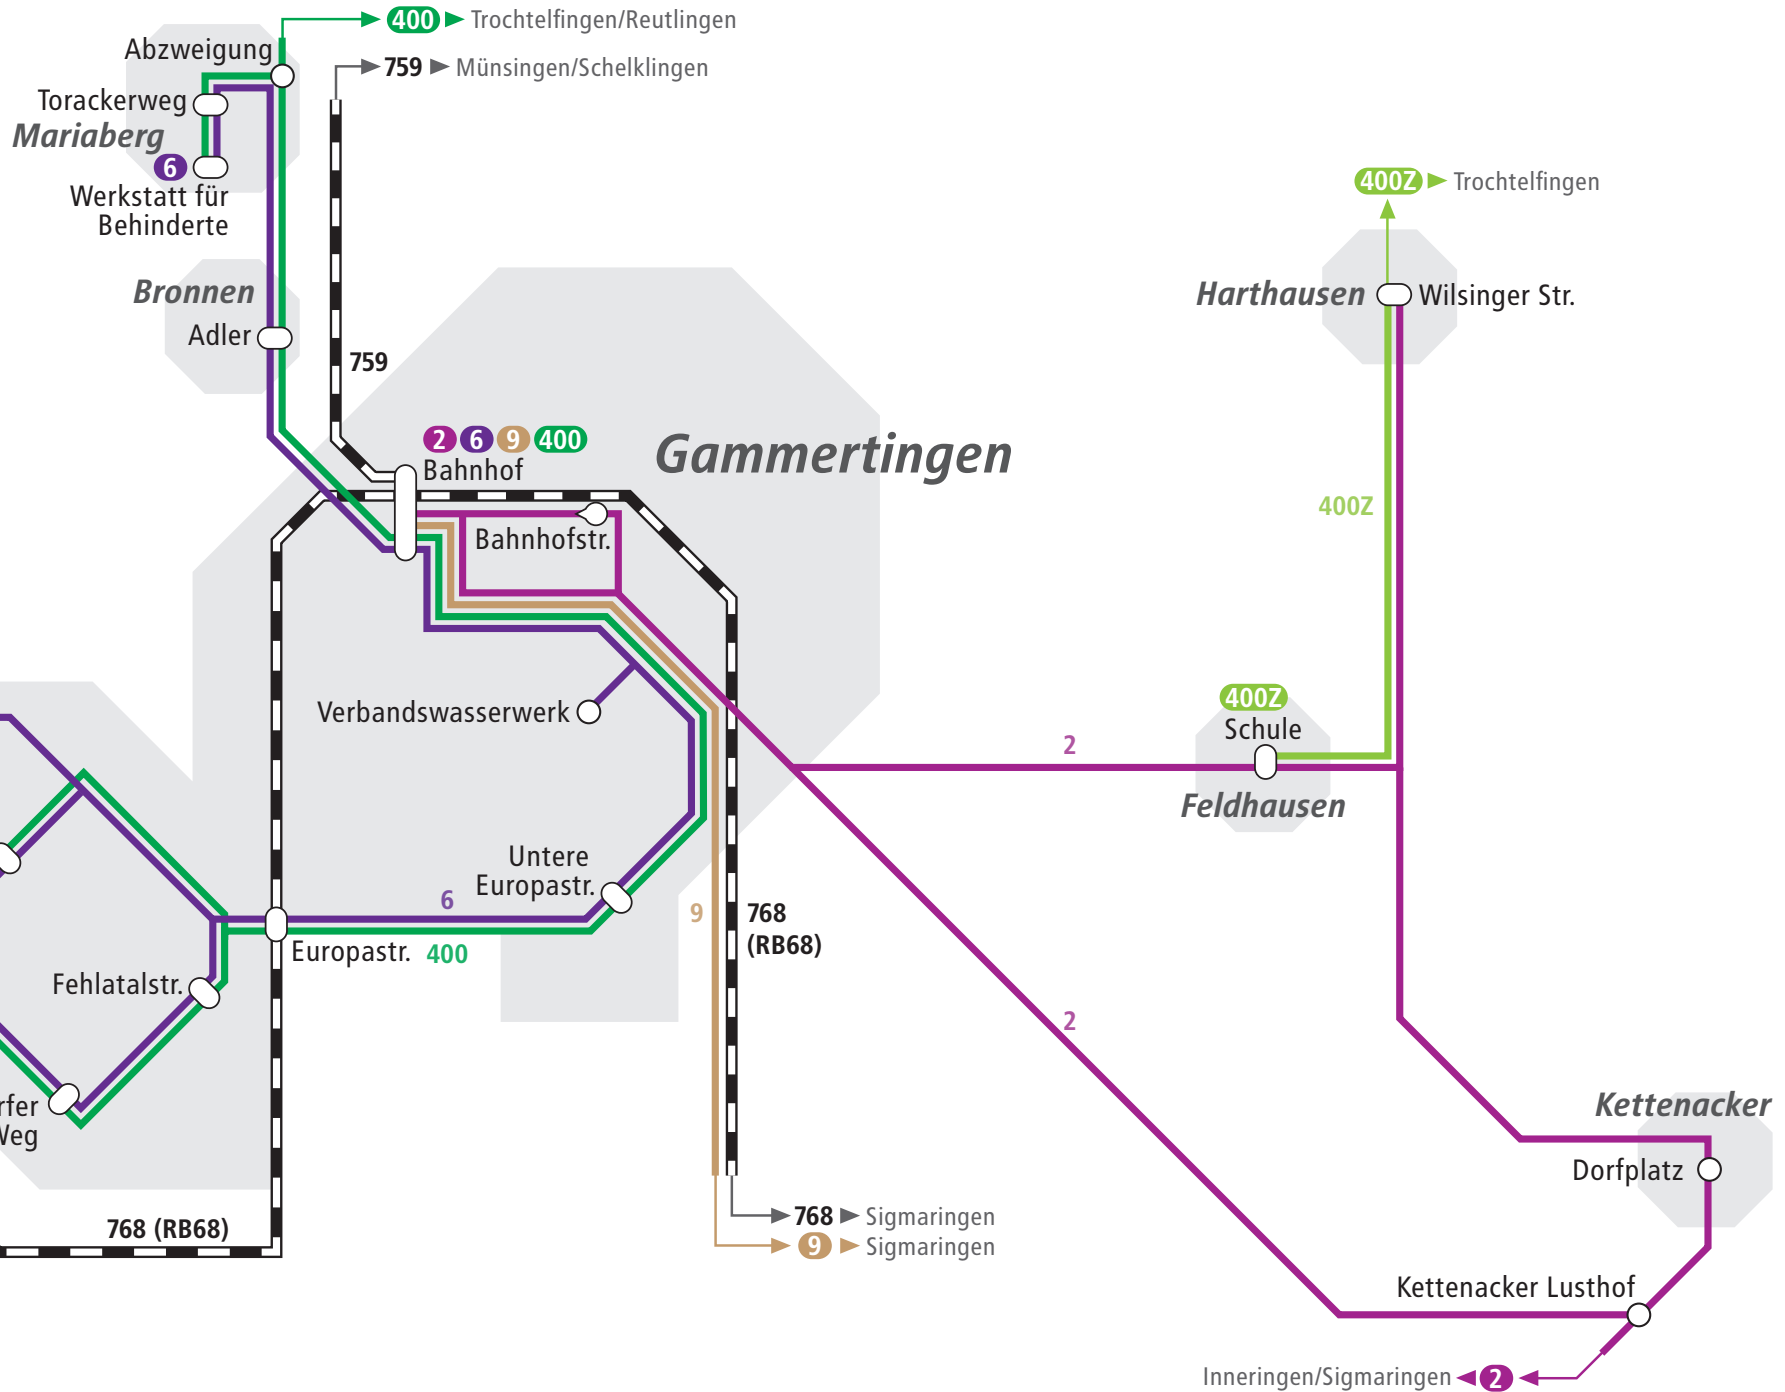 400 Trochtelfingen/Reutlingen
Abzweigung
759 Münsingen/Schelklingen
Torackerweg
Mariaberg
6
Werkstatt für
Behinderte
400Z Trochtelfingen
Bronnen
Adler
Harthausen
Wilsinger Str.
759
2 6 9 400
Bahnhof
Gammertingen
400Z
Bahnhofstr.
400Z
Schule
Verbandswasserwerk
2
Feldhausen
Untere
Europastr.
6
9
768
(RB68)
Europastr.
400
Fehlatalstr.
2
rfer
Weg
Kettenacker
Dorfplatz
768 (RB68)
768 Sigmaringen
9 Sigmaringen
Kettenacker Lusthof
Inneringen/Sigmaringen 2